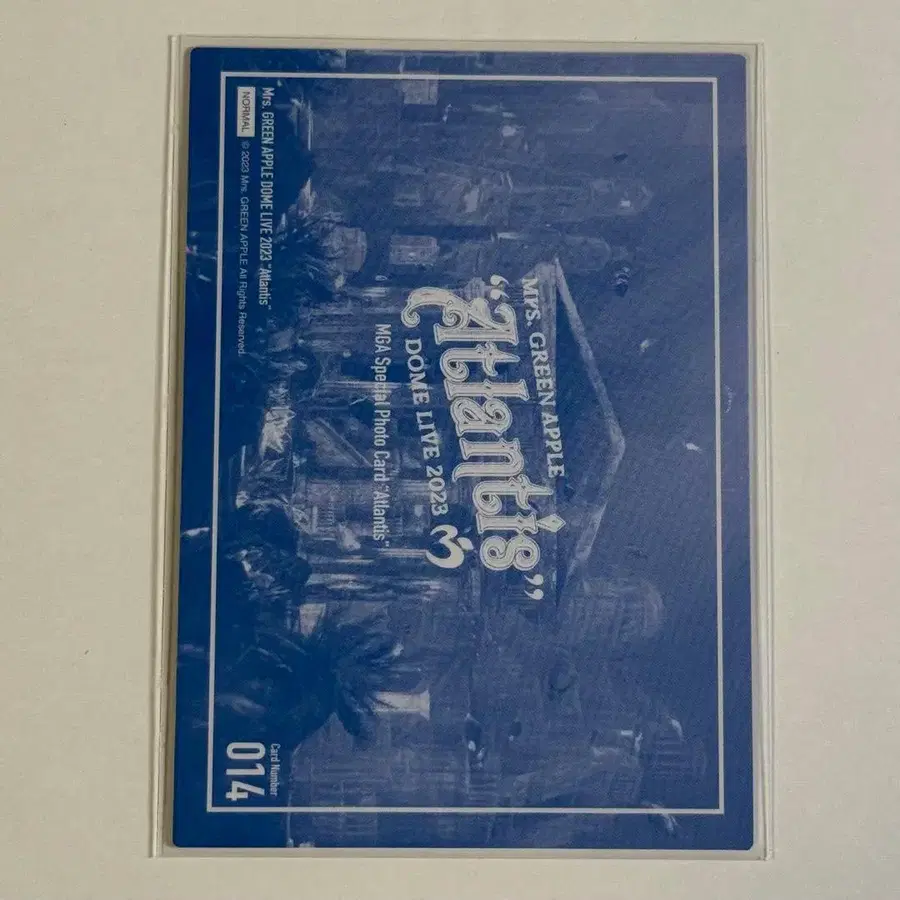 Mrs. GREEN APPLE
"Atlantis"
DOME LIVE 2023
MGA Special Photo Card "Atlantis"
Mrs. GREEN APPLE DOME LIVE 2023 "Atlantis"
NORMAL © 2023 Mrs. GREEN APPLE All Rights Reserved.
Card Number
014